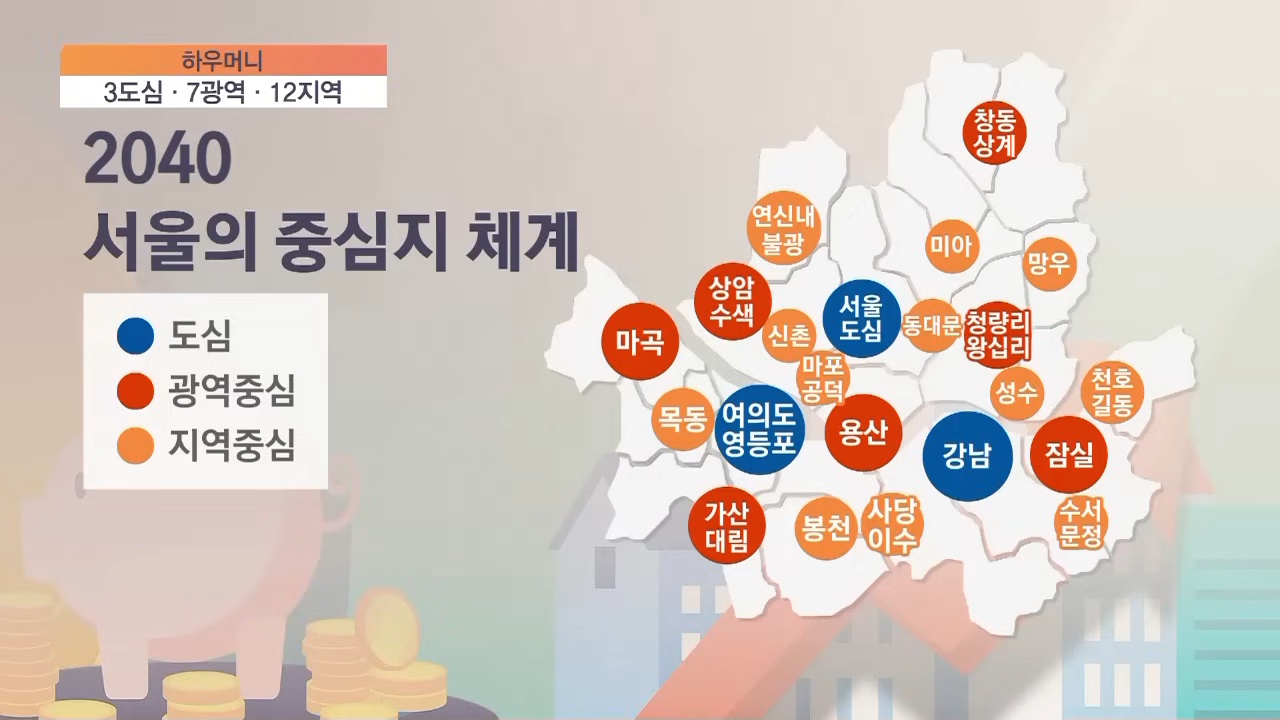 하우머니
3도심 · 7광역 · 12지역
2040
서울의 중심지 체계
도심
광역중심
지역중심
창동
상계
연신내
불광
미아
망우
상암
수색
서울
도심
동대문
청량리
왕십리
마곡
신촌
마포
공덕
성수
천호
길동
목동
여의도
영등포
용산
강남
잠실
가산
대림
봉천
사당
이수
수서
문정